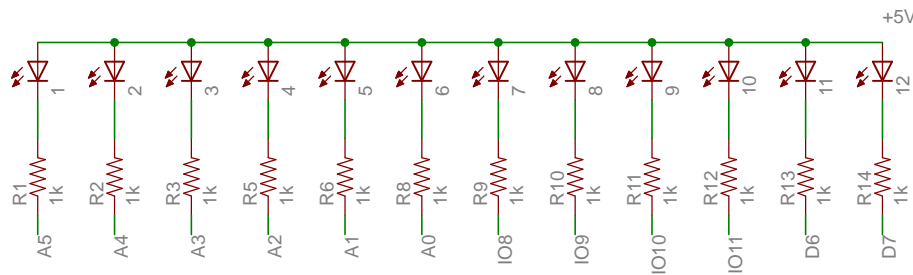 +5V
1 2 3 4 5 6 7 8 9 10 11 12
R1 1k R2 1k R3 1k R5 1k R6 1k R8 1k R9 1k R10 1k R11 1k R12 1k R13 1k R14 1k
A5 A4 A3 A2 A1 A0 IO8 IO9 IO10 IO11 D6 D7